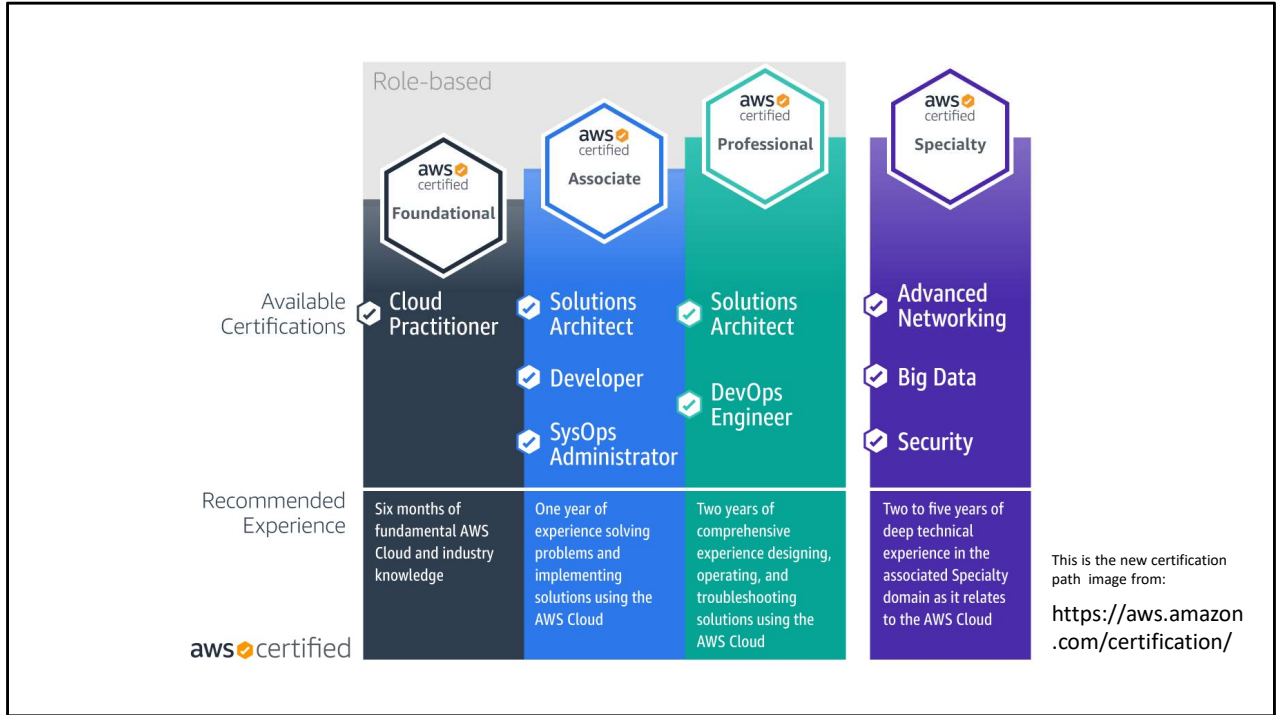 Role-based
aws
certified
Foundational
aws
certified
Associate
aws
certified
Professional
aws
certified
Specialty
Available
Certifications
Cloud
Practitioner
Solutions
Architect
Developer
SysOps
Administrator
Solutions
Architect
DevOps
Engineer
Advanced
Networking
Big Data
Security
Recommended
Experience
Six months of
fundamental AWS
Cloud and industry
knowledge
One year of
experience solving
problems and
implementing
solutions using the
AWS Cloud
Two years of
comprehensive
experience designing,
operating, and
troubleshooting
solutions using the
AWS Cloud
Two to five years of
deep technical
experience in the
associated Specialty
domain as it relates
to the AWS Cloud
This is the new certification
path image from:
https://aws.amazon
.com/certification/
aws certified